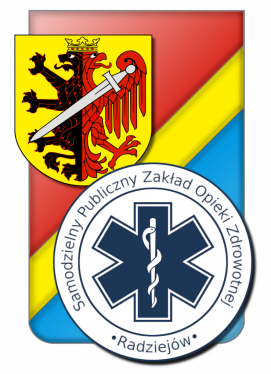 Samodzielny Publiczny Zakład Opieki Zdrowotnej
• Radziejów •